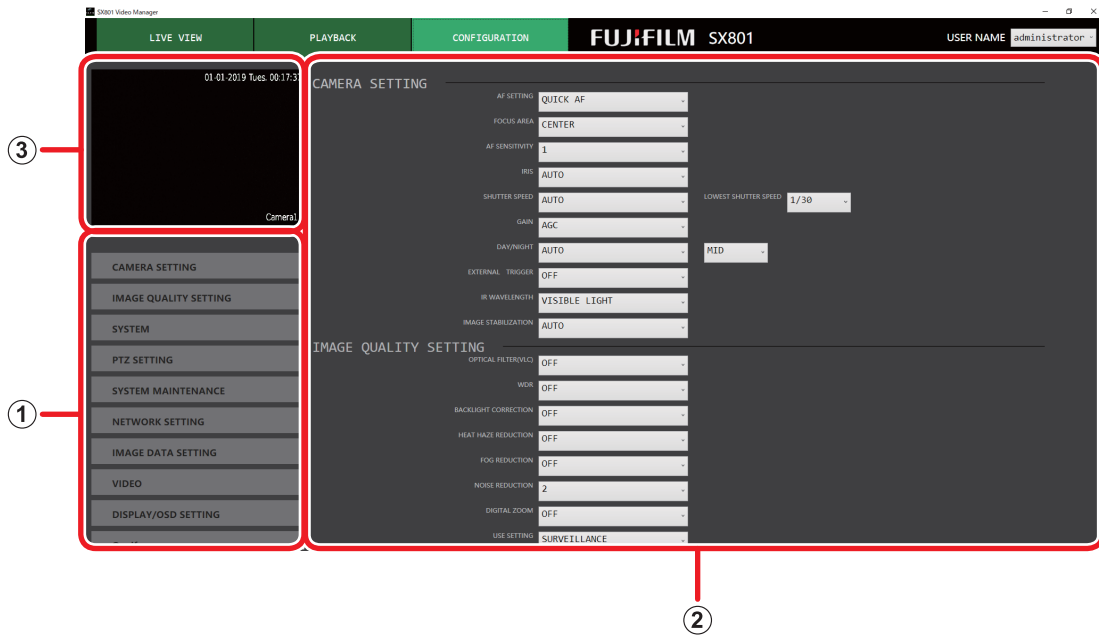 SX801 Video Manager
LIVE VIEW PLAYBACK CONFIGURATION FUJIFILM SX801 USER NAME administrator
01-01-2019 Tues. 00:17:37
Camera1
3
CAMERA SETTING
IMAGE QUALITY SETTING
SYSTEM
PTZ SETTING
SYSTEM MAINTENANCE
NETWORK SETTING
IMAGE DATA SETTING
VIDEO
DISPLAY/OSD SETTING
1
CAMERA SETTING
AF SETTING QUICK AF
FOCUS AREA CENTER
AF SENSITIVITY 1
IRIS AUTO
SHUTTER SPEED AUTO LOWEST SHUTTER SPEED 1/30
GAIN AGC
DAY/NIGHT AUTO MID
EXTERNAL TRIGGER OFF
IR WAVELENGTH VISIBLE LIGHT
IMAGE STABILIZATION AUTO
IMAGE QUALITY SETTING
OPTICAL FILTER(VLC) OFF
WDR OFF
BACKLIGHT CORRECTION OFF
HEAT HAZE REDUCTION OFF
FOG REDUCTION OFF
NOISE REDUCTION 2
DIGITAL ZOOM OFF
USE SETTING SURVEILLANCE
2